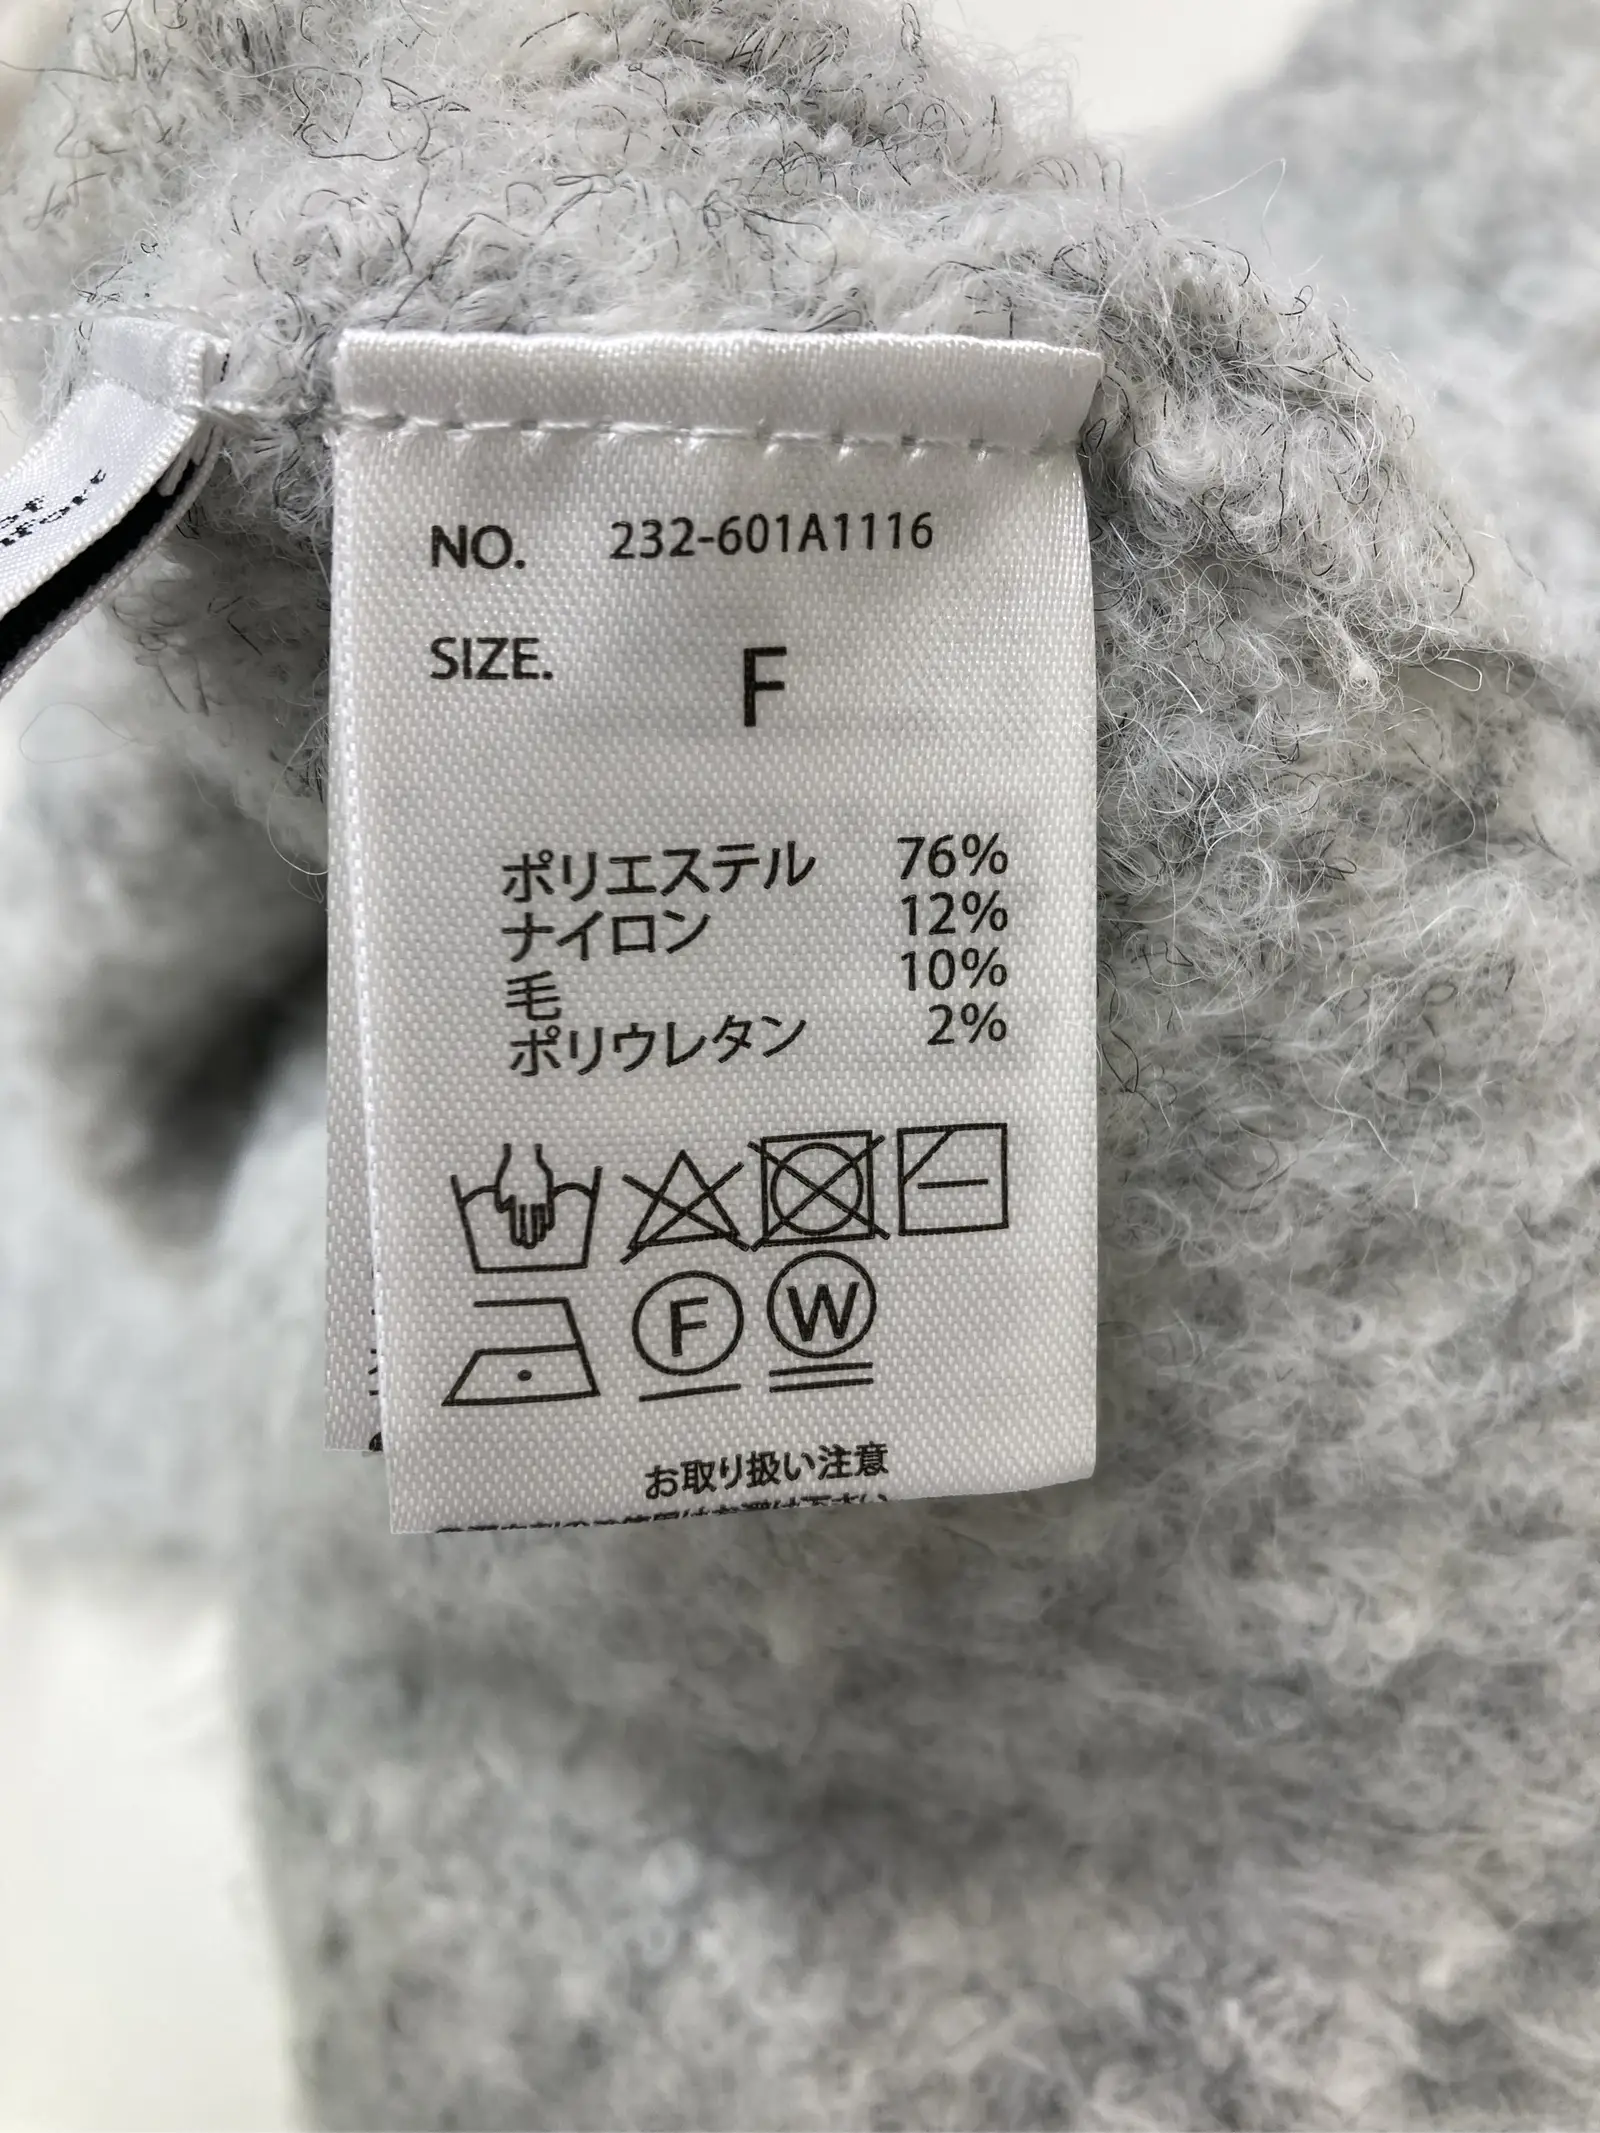 of
NO. 232-601A1116
SIZE. F
ポリエステル 76%
ナイロン 12%
毛 10%
ポリウレタン 2%
F W
お取り扱い注意